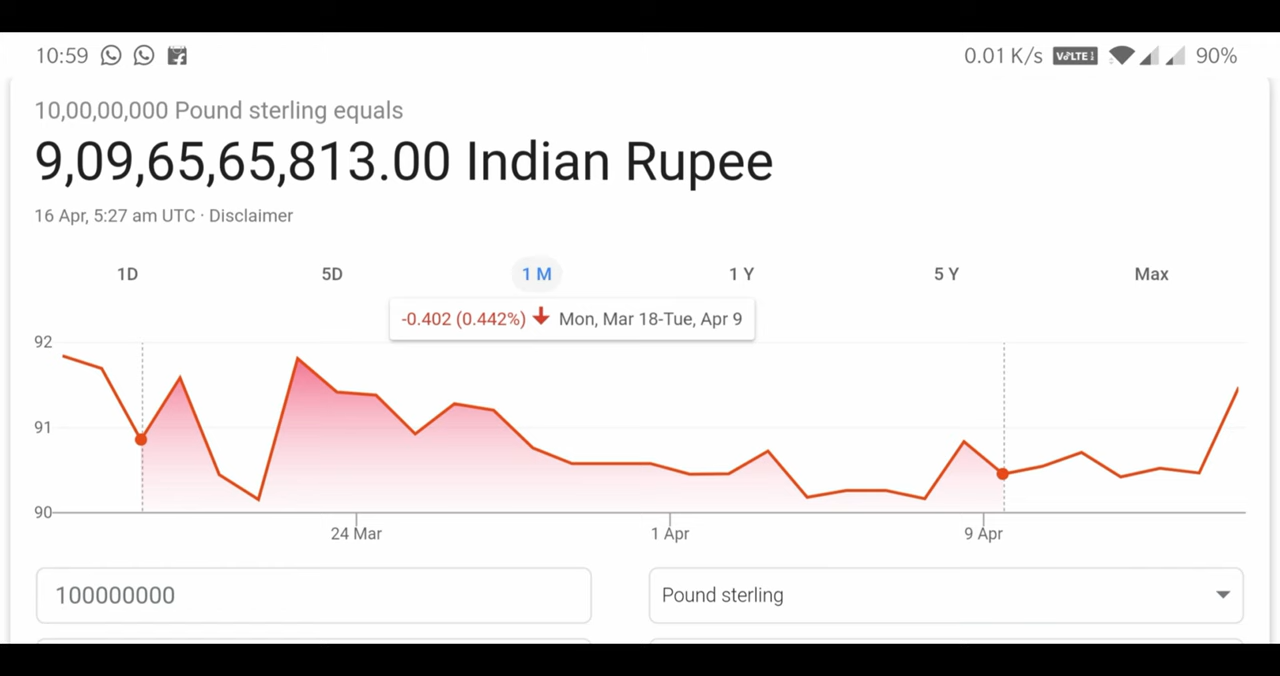 10:59 0.01 K/s VoLTE 1 90%
10,00,00,000 Pound sterling equals
9,09,65,65,813.00 Indian Rupee
16 Apr, 5:27 am UTC · Disclaimer
1D 5D 1 M 1 Y 5 Y Max
-0.402 (0.442%) Mon, Mar 18-Tue, Apr 9
92
91
90
24 Mar 1 Apr 9 Apr
100000000 Pound sterling